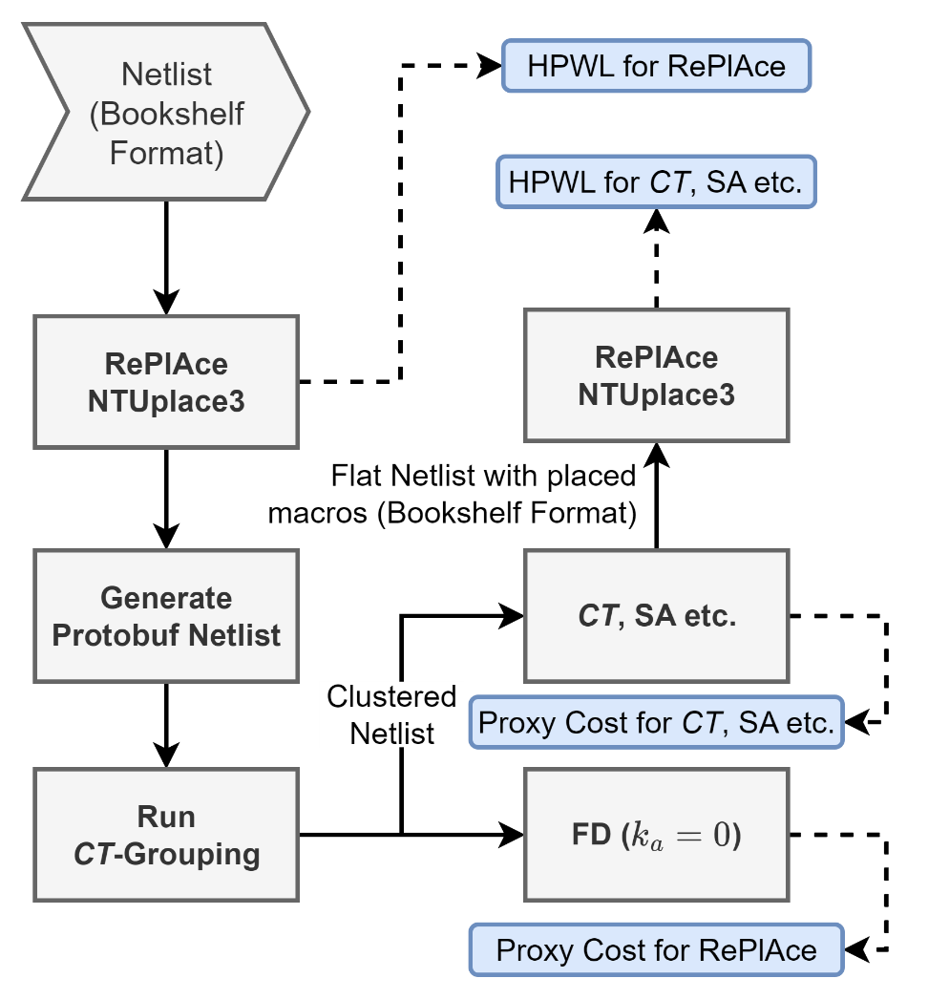 Netlist
(Bookshelf
Format)
HPWL for RePlAce
HPWL for CT, SA etc.
RePlAce
NTUplace3
RePlAce
NTUplace3
Flat Netlist with placed
macros (Bookshelf Format)
Generate
Protobuf Netlist
CT, SA etc.
Clustered
Netlist
Proxy Cost for CT, SA etc.
Run
CT-Grouping
FD (kₐ = 0)
Proxy Cost for RePlAce